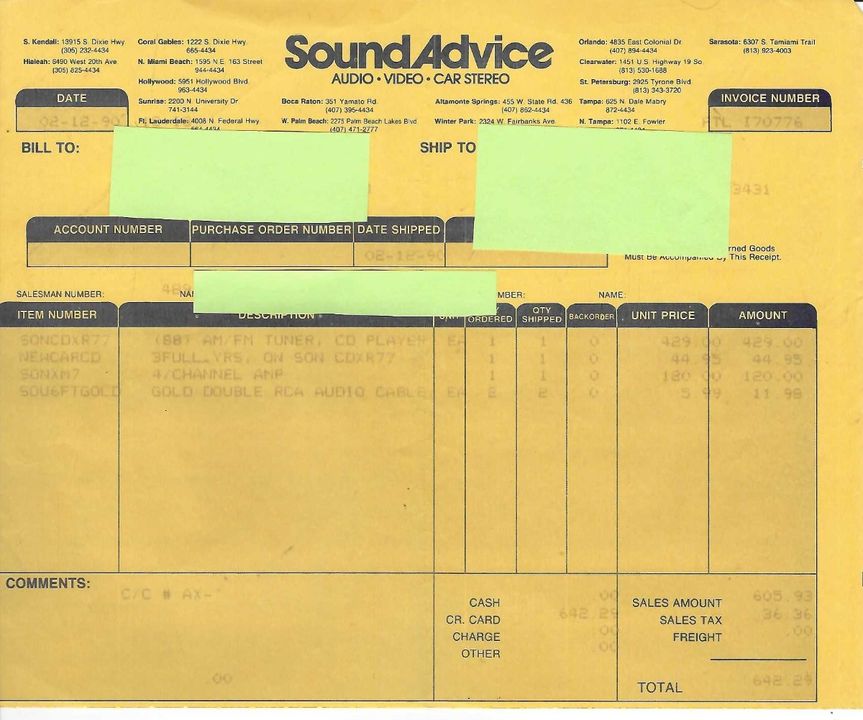 SoundAdvice
AUDIO • VIDEO • CAR STEREO
S. Kendall: 13915 S. Dixie Hwy.
(305) 232-4434
Hialeah: 6490 West 20th Ave.
(305) 825-4434
Coral Gables: 1222 S. Dixie Hwy.
665-4434
N. Miami Beach: 1595 N.E. 163 Street
944-4434
Hollywood: 5951 Hollywood Blvd.
963-4434
Sunrise: 2200 N. University Dr
741-3144
Ft. Lauderdale: 4008 N. Federal Hwy.
Boca Raton: 351 Yamato Rd.
(407) 395-4434
W. Palm Beach: 2275 Palm Beach Lakes Blvd.
(407) 471-2777
Altamonte Springs: 455 W. State Rd. 436
(407) 862-4434
Winter Park: 2324 W. Fairbanks Ave.
Orlando: 4835 East Colonial Dr.
(407) 894-4434
Clearwater: 1451 U.S. Highway 19 So.
(813) 530-1688
St. Petersburg: 2925 Tyrone Blvd.
(813) 343-3720
Tampa: 625 N. Dale Mabry
872-4434
N. Tampa: 1102 E. Fowler
Sarasota: 6307 S. Tamiami Trail
(813) 923-4003
DATE
02-12-90
INVOICE NUMBER
FTL 170776
BILL TO:
SHIP TO
3431
ACCOUNT NUMBER PURCHASE ORDER NUMBER DATE SHIPPED
02-12-90
rned Goods
Must Be Accompanied By This Receipt.
SALESMAN NUMBER: NAME:
ITEM NUMBER DESCRIPTION ORDERED QTY SHIPPED BACKORDER UNIT PRICE AMOUNT
SONCDXR77 (88) AM/FM TUNER, CD PLAYER EA 1 1 0 429.00 429.00
NEWCARCD 3FULL YRS. ON SON CDXR77 1 1 0 44.95 44.95
SONXM7 4/CHANNEL AMP 1 1 0 120.00
SOU6FTGOLD GOLD DOUBLE RCA AUDIO CABLE EA 2 2 0 5.99 11.98
COMMENTS:
C/C # AX-
.00
CASH .00
CR. CARD 642.29
CHARGE .00
OTHER .00
SALES AMOUNT 605.93
SALES TAX 36.36
FREIGHT .00
TOTAL 642.29